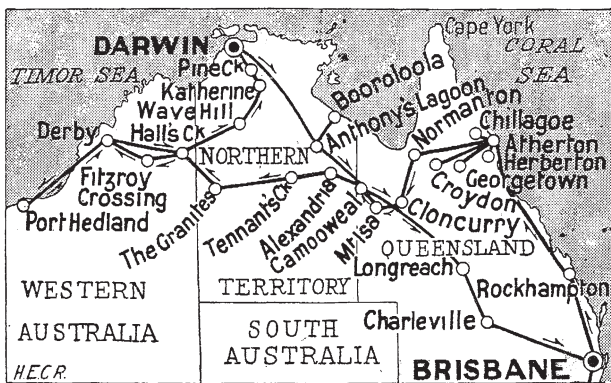 Cape York
DARWIN
CORAL
SEA
TIMOR SEA
Pine Ck
Katherine
Wave Hill
Hall's Ck
Derby
Booroloola
Anthony's Lagoon
Normanton
Chillagoe
Atherton
Herberton
Georgetown
Croydon
Cloncurry
NORTHERN
Fitzroy
Crossing
Port Hedland
The Granites
Tennant's Ck
Alexandria
Camooweal
Mt Isa
QUEENSLAND
Longreach
Rockhampton
WESTERN
AUSTRALIA
TERRITORY
SOUTH
AUSTRALIA
Charleville
BRISBANE
H.E.C.R.